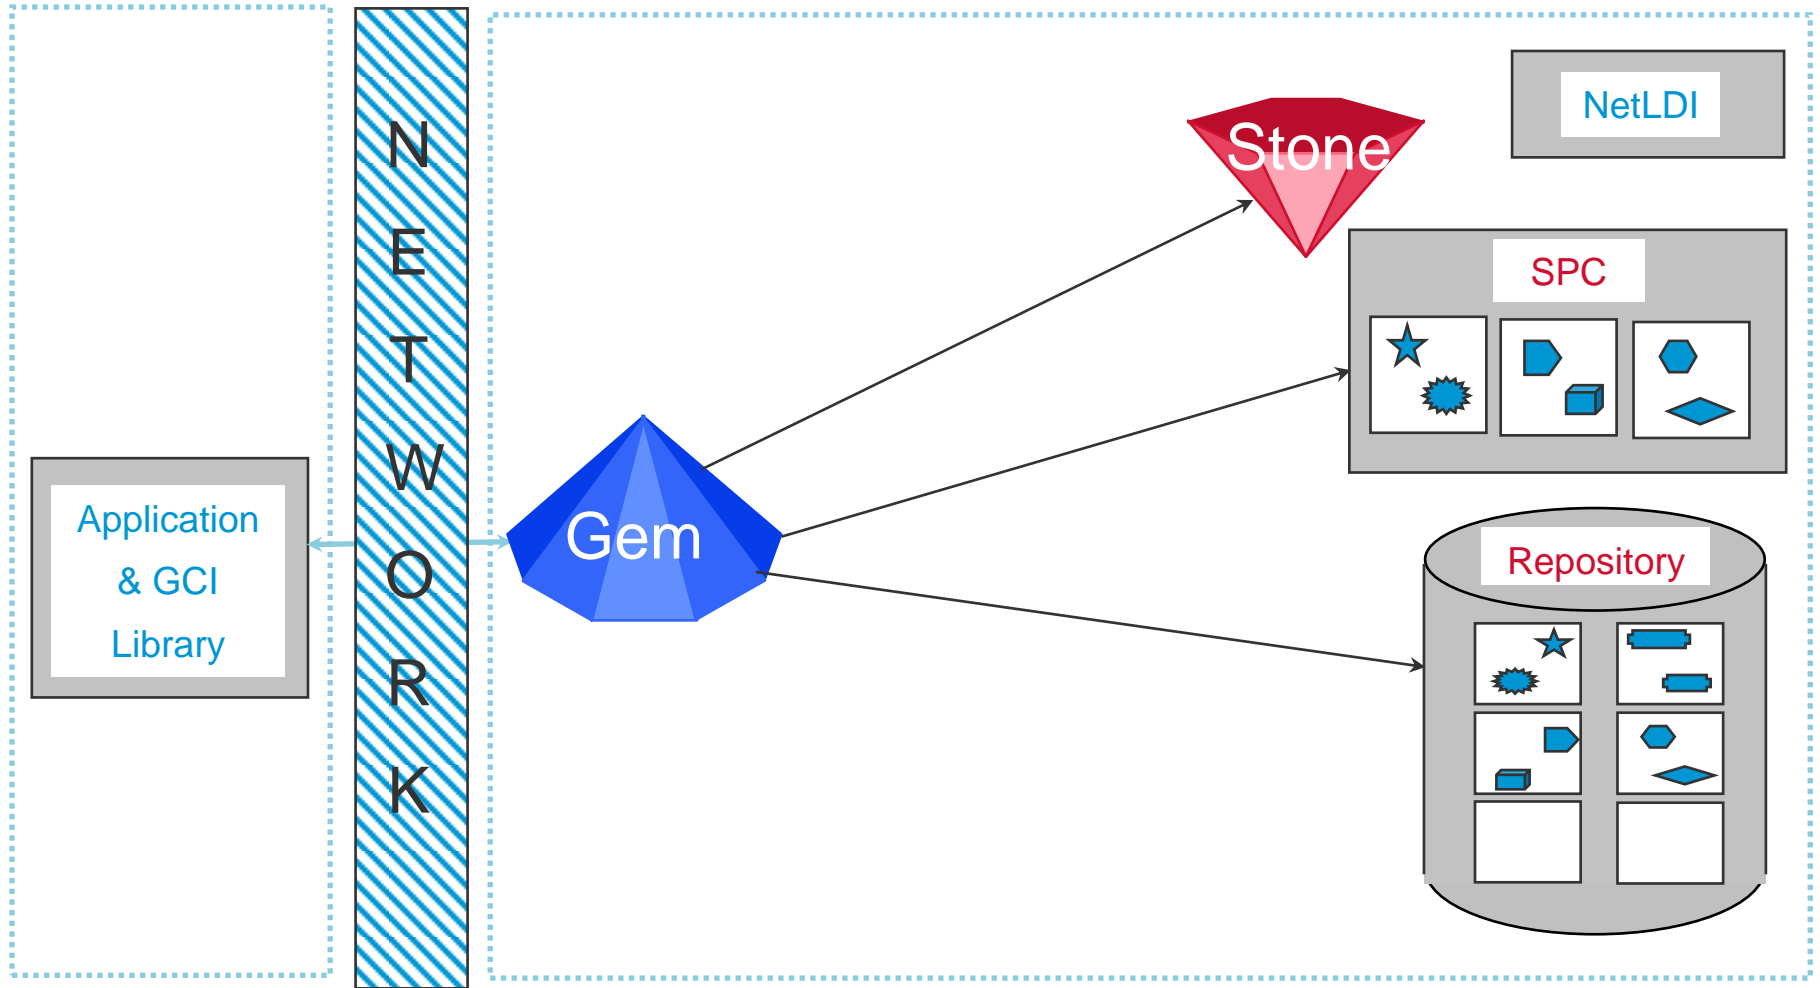 Application
& GCI
Library
N
E
T
W
O
R
K
Gem
Stone
NetLDI
SPC
Repository